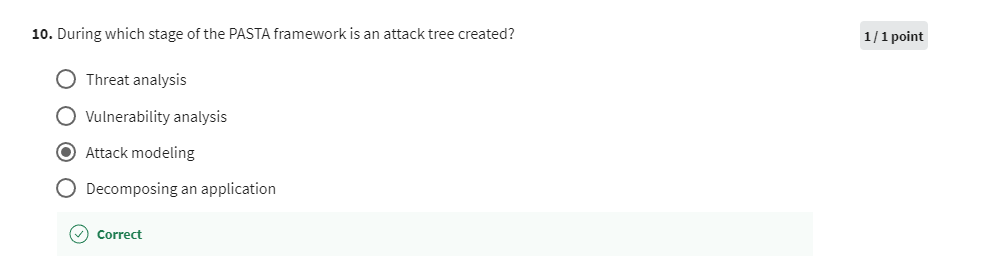 10. During which stage of the PASTA framework is an attack tree created?
1 / 1 point
Threat analysis
Vulnerability analysis
Attack modeling
Decomposing an application
Correct